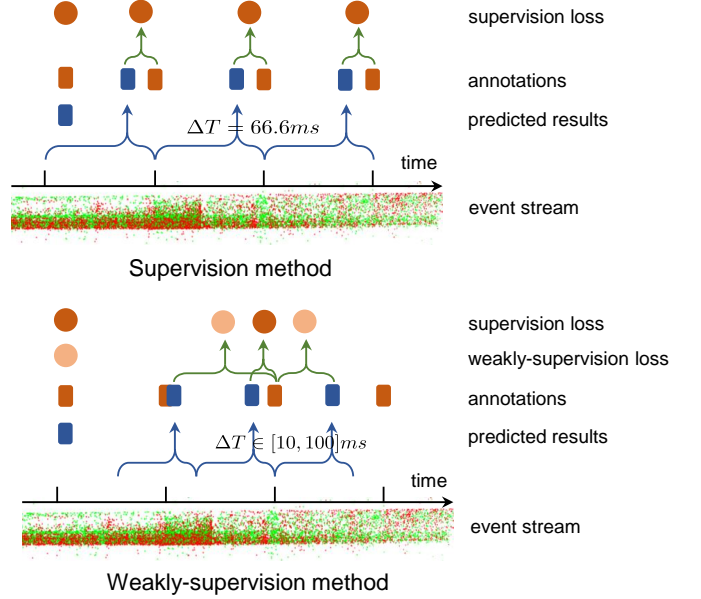 supervision loss
annotations
predicted results
ΔT = 66.6ms
time
event stream
Supervision method
supervision loss
weakly-supervision loss
annotations
predicted results
ΔT ∈ [10, 100]ms
time
event stream
Weakly-supervision method